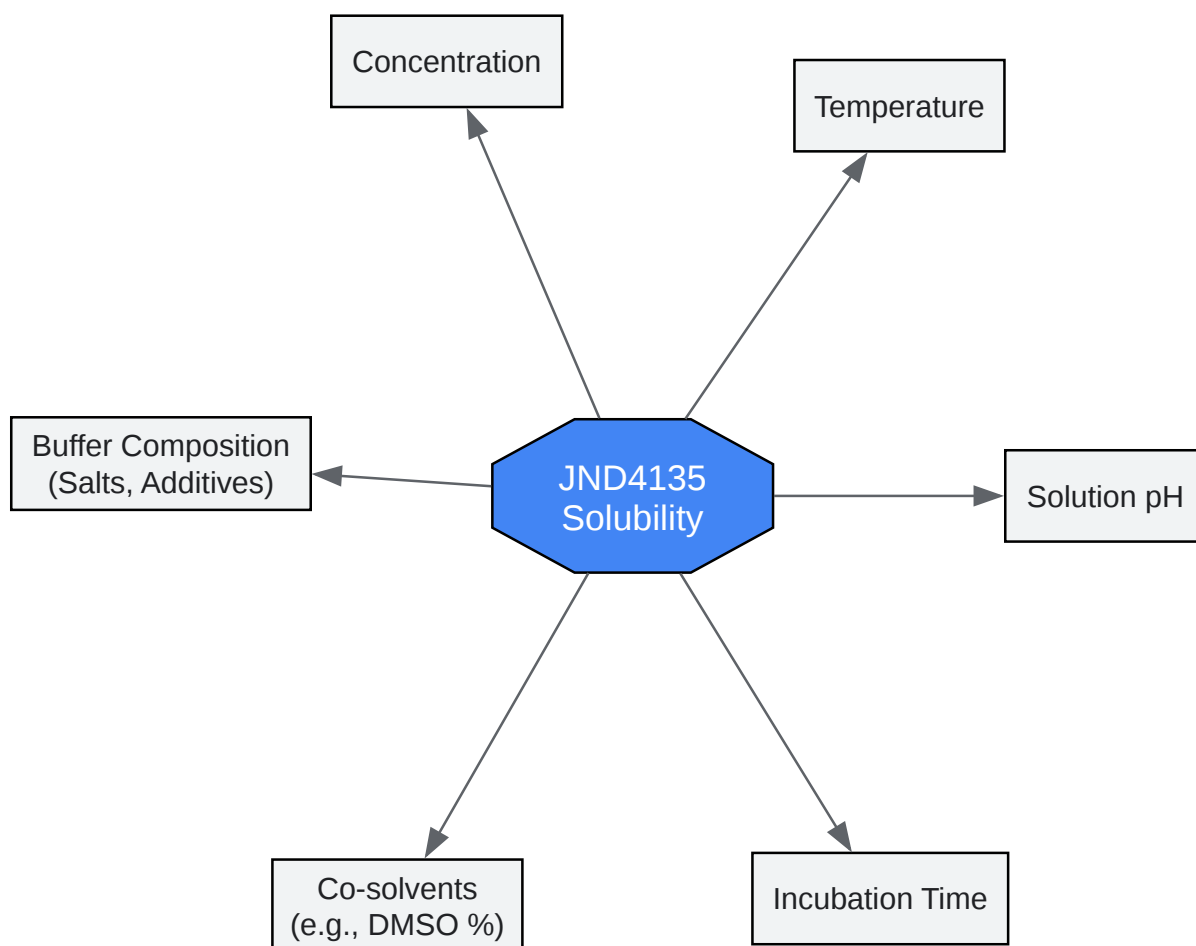 Concentration
Temperature
Buffer Composition
(Salts, Additives)
JND4135
Solubility
Solution pH
Co-solvents
(e.g., DMSO %)
Incubation Time